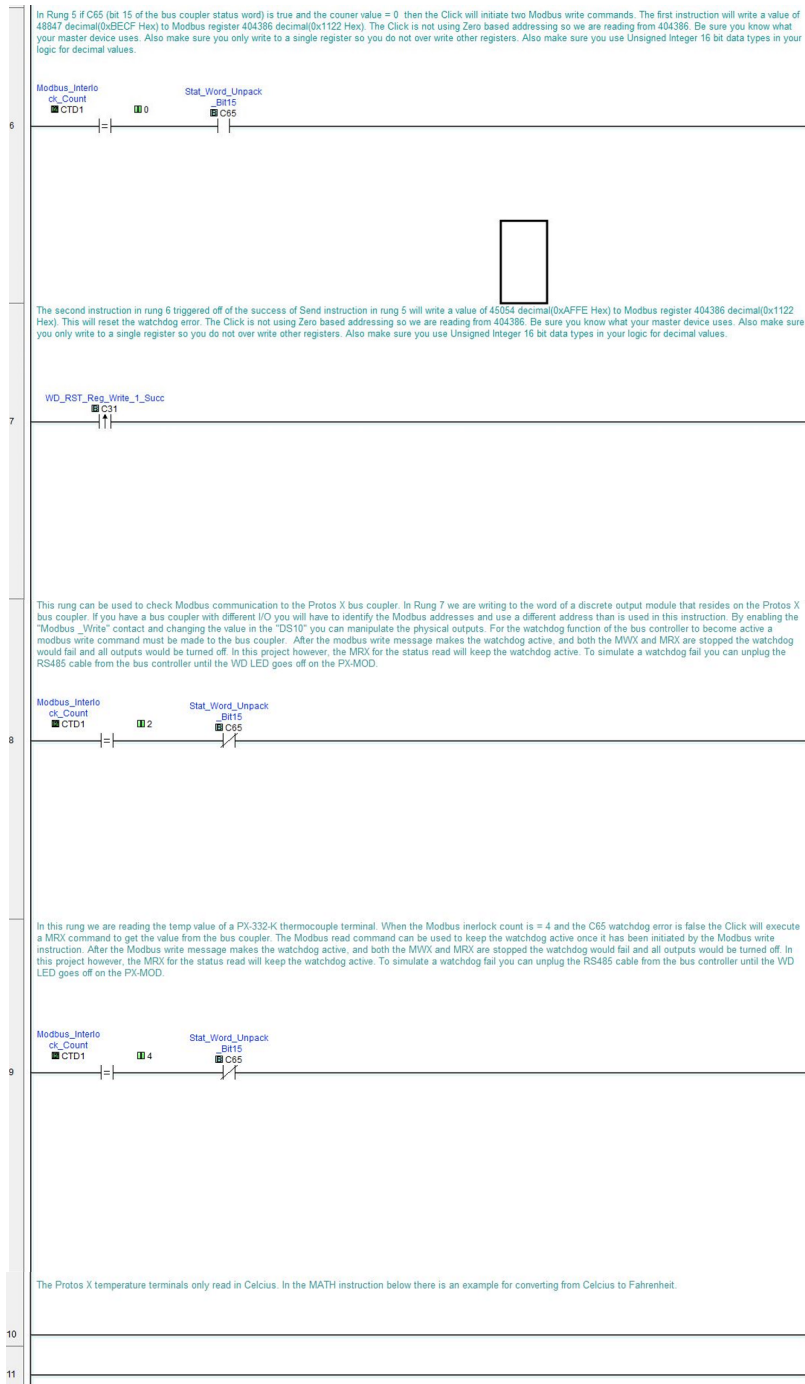 In Rung 5 if C65 (bit 15 of the bus coupler status word) is true and the couner value = 0  then the Click will initiate two Modbus write commands. The first instruction will write a value of
48847 decimal(0xBECF Hex) to Modbus register 404386 decimal(0x1122 Hex). The Click is not using Zero based addressing so we are reading from 404386. Be sure you know what
your master device uses. Also make sure you only write to a single register so you do not over write other registers. Also make sure you use Unsigned Integer 16 bit data types in your
logic for decimal values.
Modbus_Interlo
ck_Count
CTD1
0
Stat_Word_Unpack
_Bit15
C65
6
The second instruction in rung 6 triggered off of the success of Send instruction in rung 5 will write a value of 45054 decimal(0xAFFE Hex) to Modbus register 404386 decimal(0x1122
Hex). This will reset the watchdog error. The Click is not using Zero based addressing so we are reading from 404386. Be sure you know what your master device uses. Also make sure
you only write to a single register so you do not over write other registers. Also make sure you use Unsigned Integer 16 bit data types in your logic for decimal values.
WD_RST_Reg_Write_1_Succ
C31
7
This rung can be used to check Modbus communication to the Protos X bus coupler. In Rung 7 we are writing to the word of a discrete output module that resides on the Protos X
bus. If you have a bus coupler with different I/O you will have to identify the Modbus addresses and use a different address than is used in this instruction. By enabling the
"Modbus _Write" contact and changing the value in the "DS10" you can manipulate the physical outputs. For the watchdog function of the bus controller to become active a
modbus write command must be made to the bus coupler.  After the modbus write message makes the watchdog active, and both the MWX and MRX are stopped the watchdog
would fail and all outputs would be turned off. In this project however, the MRX for the status read will keep the watchdog active. To simulate a watchdog fail you can unplug the
RS485 cable from the bus controller until the WD LED goes off on the PX-MOD.
Modbus_Interlo
ck_Count
CTD1
2
Stat_Word_Unpack
_Bit15
C65
8
In this rung we are reading the temp value of a PX-332-K thermocouple terminal. When the Modbus inerlock count is = 4 and the C65 watchdog error is false the Click will execute
a MRX command to get the value from the bus coupler. The Modbus read command can be used to keep the watchdog active once it has been initiated by the Modbus write
instruction. After the Modbus write message makes the watchdog active, and both the MWX and MRX are stopped the watchdog would fail and all outputs would be turned off. In
this project however, the MRX for the status read will keep the watchdog active. To simulate a watchdog fail you can unplug the RS485 cable from the bus controller until the WD
LED goes off on the PX-MOD.
Modbus_Interlo
ck_Count
CTD1
4
Stat_Word_Unpack
_Bit15
C65
9
The Protos X temperature terminals only read in Celcius. In the MATH instruction below there is an example for converting from Celcius to Fahrenheit.
10
11